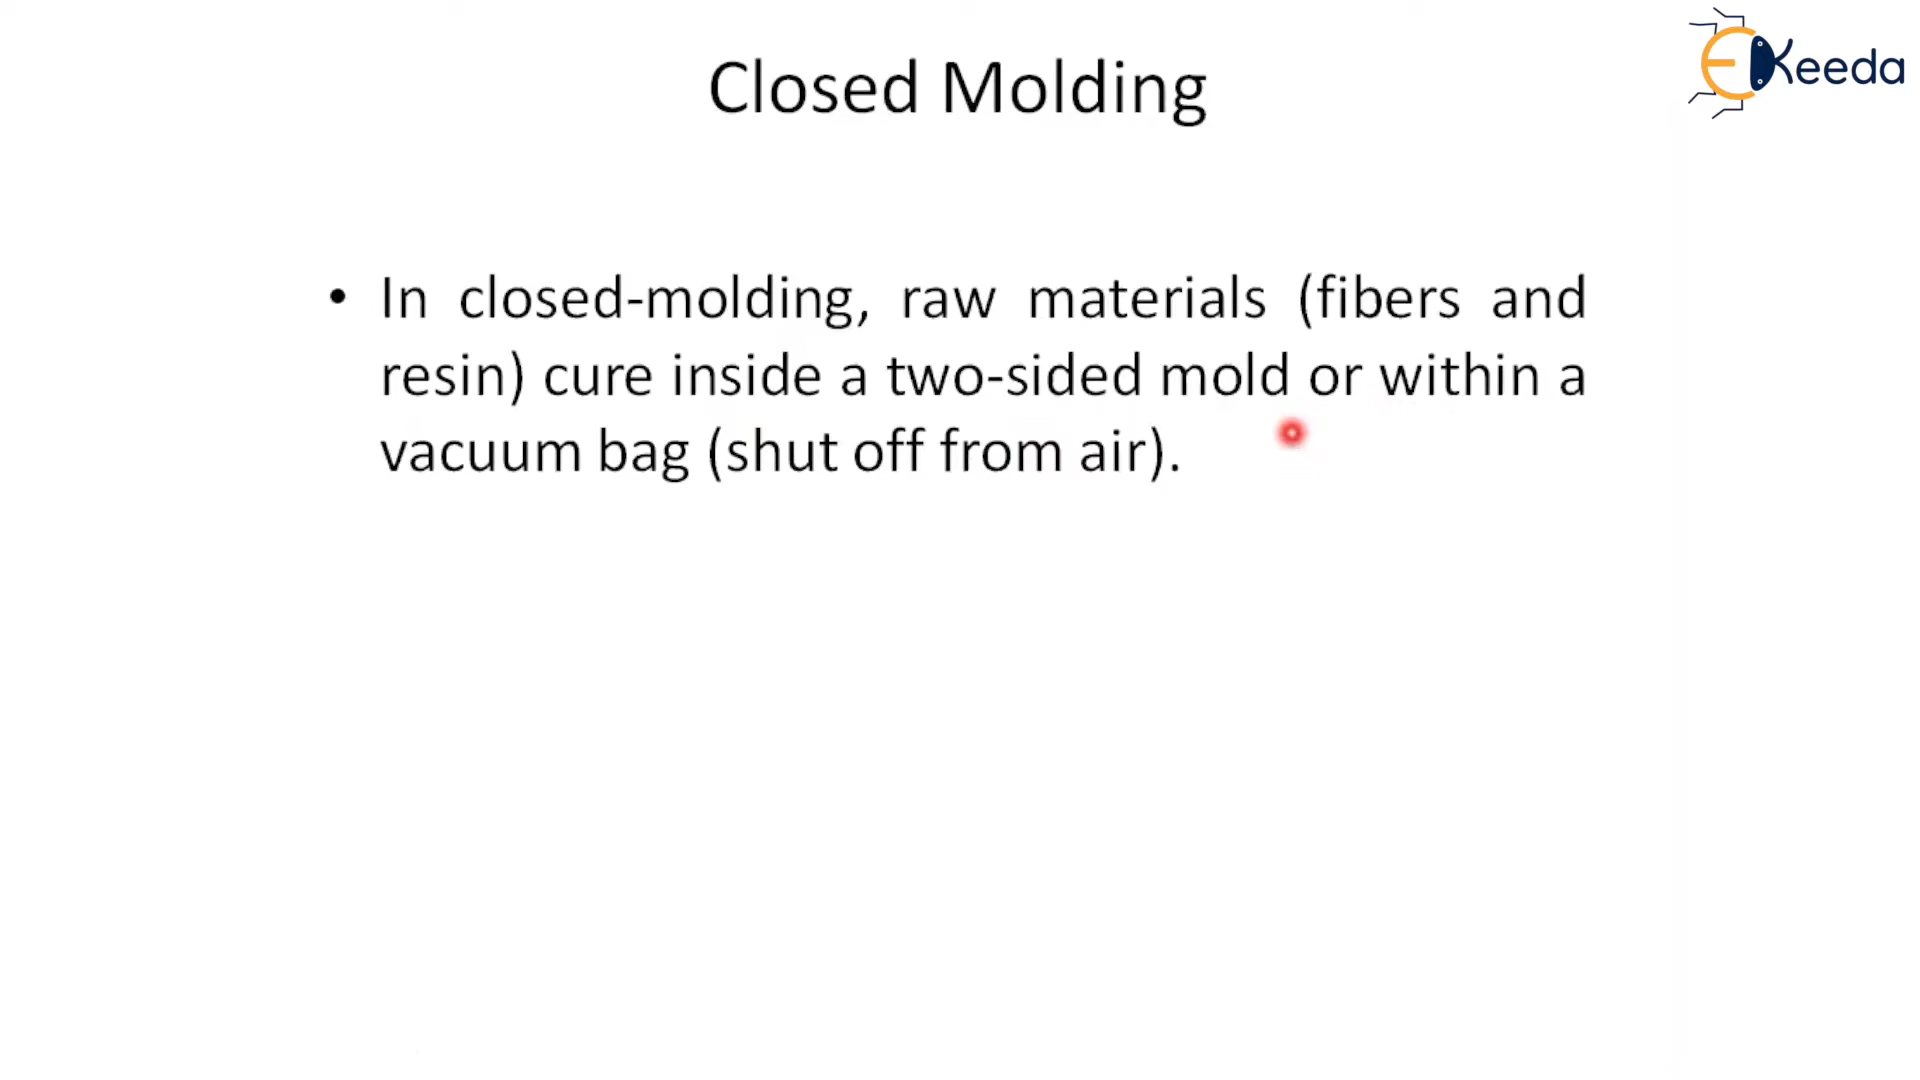 Closed Molding
EKeeda
• In closed-molding, raw materials (fibers and
resin) cure inside a two-sided mold or within a
vacuum bag (shut off from air).